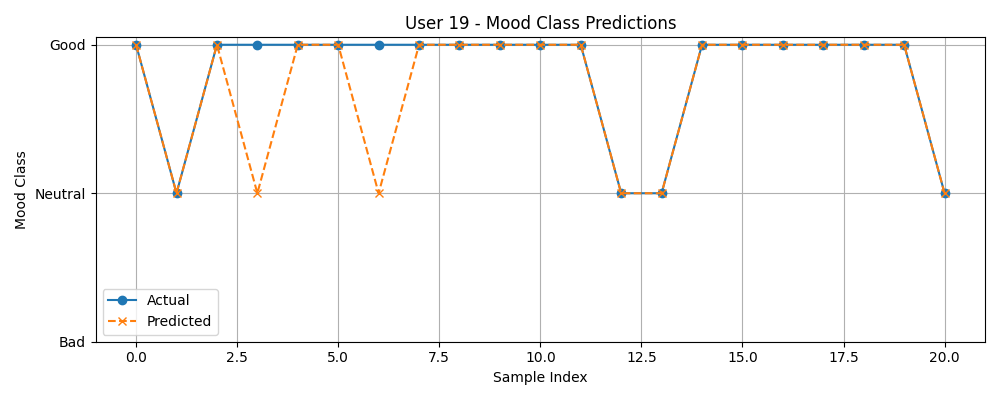 User 19 - Mood Class Predictions
Good
Neutral
Bad
Mood Class
Actual
Predicted
0.0 2.5 5.0 7.5 10.0 12.5 15.0 17.5 20.0
Sample Index